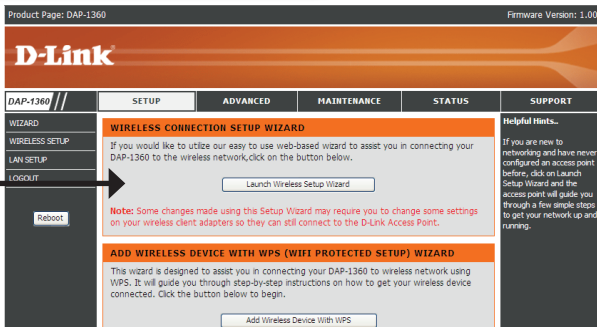 Product Page: DAP-1360
Firmware Version: 1.00
D-Link
DAP-1360
SETUP
ADVANCED
MAINTENANCE
STATUS
SUPPORT
WIZARD
WIRELESS SETUP
LAN SETUP
LOGOUT
Reboot
WIRELESS CONNECTION SETUP WIZARD
If you would like to utilize our easy to use web-based wizard to assist you in connecting your
DAP-1360 to the wireless network,click on the button below.
Launch Wireless Setup Wizard
Note: Some changes made using this Setup Wizard may require you to change some settings
on your wireless client adapters so they can still connect to the D-Link Access Point.
ADD WIRELESS DEVICE WITH WPS (WIFI PROTECTED SETUP) WIZARD
This wizard is designed to assist you in connecting your DAP-1360 to wireless network using
WPS. It will guide you through step-by-step instructions on how to get your wireless device
connected. Click the button below to begin.
Add Wireless Device With WPS
Helpful Hints..
If you are new to
networking and have never
configured an access point
before, click on Launch
Setup Wizard and the
access point will guide you
through a few simple steps
to get your network up and
running.